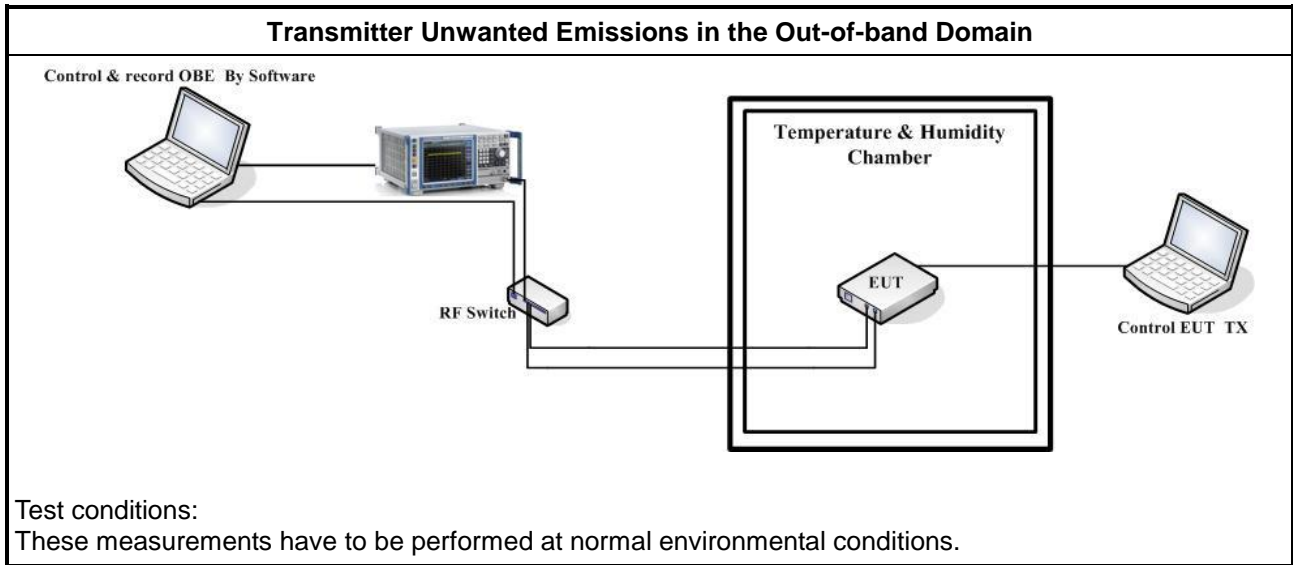 Transmitter Unwanted Emissions in the Out-of-band Domain
Control & record OBE By Software
Temperature & Humidity
Chamber
EUT
RF Switch
Control EUT TX
Test conditions:
These measurements have to be performed at normal environmental conditions.